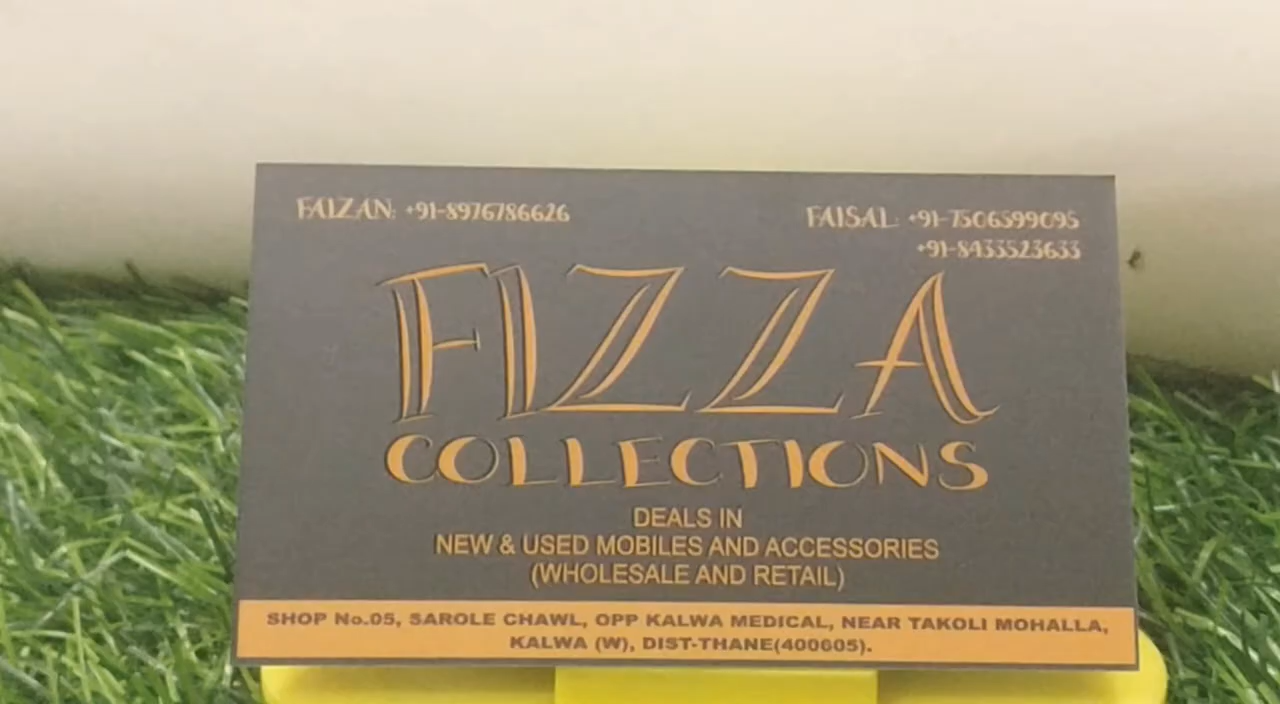 FAIZAN: +91-8976786626
FAISAL: +91-7506599095
+91-8433523633
FIZZA
COLLECTIONS
DEALS IN
NEW & USED MOBILES AND ACCESSORIES
(WHOLESALE AND RETAIL)
SHOP No.05, SAROLE CHAWL, OPP KALWA MEDICAL, NEAR TAKOLI MOHALLA,
KALWA (W), DIST-THANE(400605).